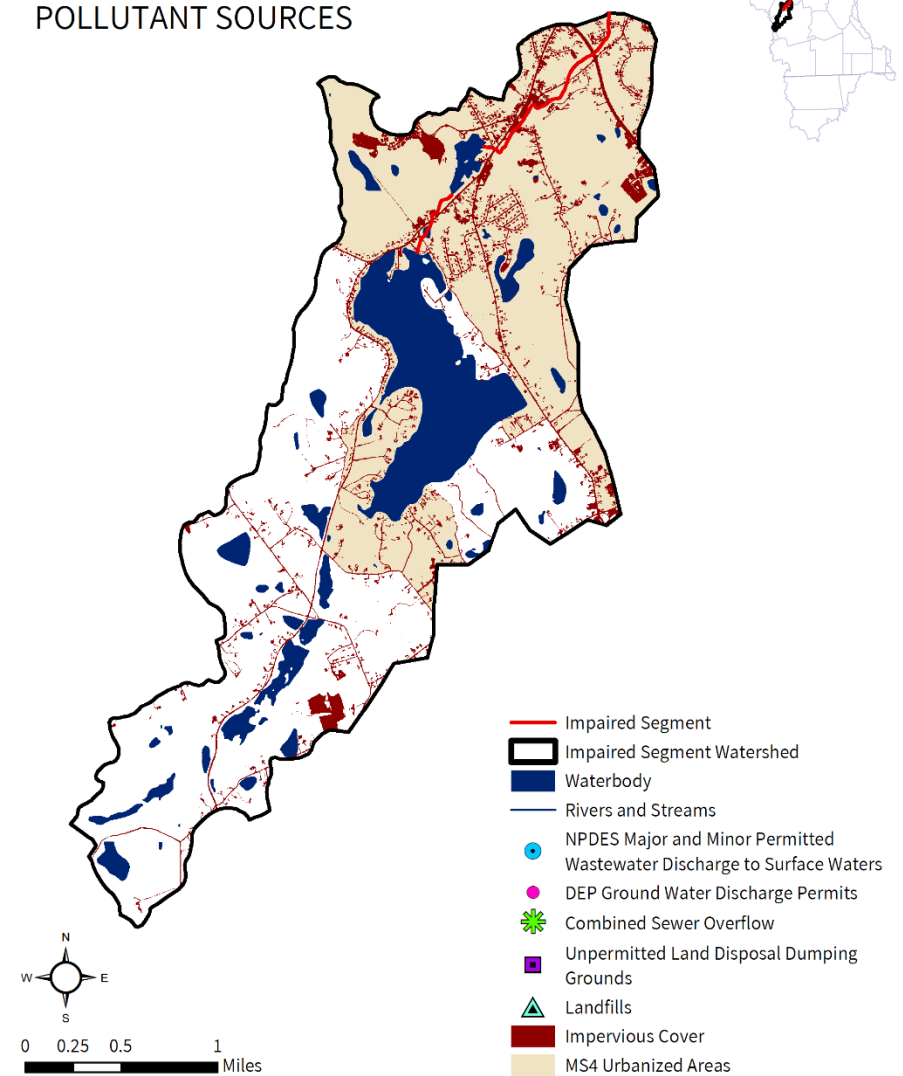 POLLUTANT SOURCES
Impaired Segment
Impaired Segment Watershed
Waterbody
Rivers and Streams
NPDES Major and Minor Permitted
Wastewater Discharge to Surface Waters
DEP Ground Water Discharge Permits
Combined Sewer Overflow
Unpermitted Land Disposal Dumping
Grounds
Landfills
Impervious Cover
MS4 Urbanized Areas
N
W E
S
0 0.25 0.5 1
Miles